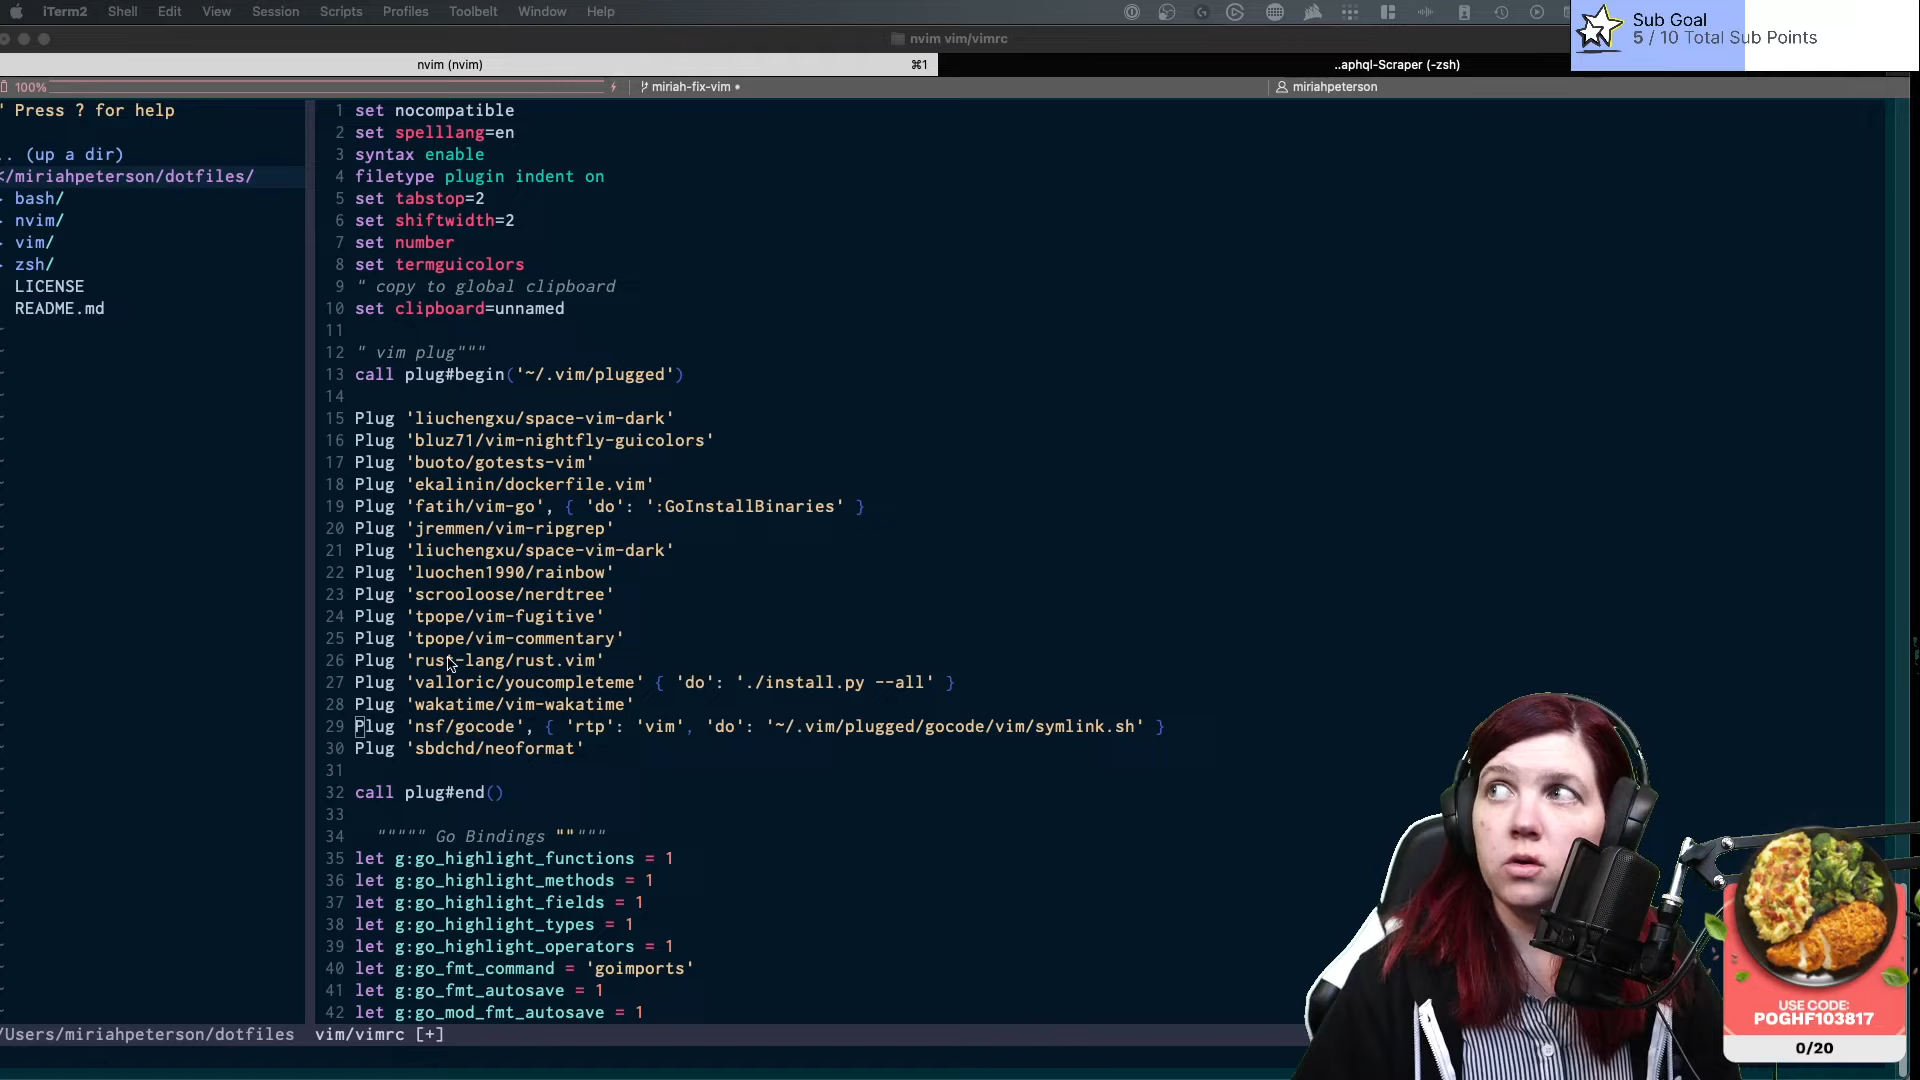 iTerm2 Shell Edit View Session Scripts Profiles Toolbelt Window Help
Sub Goal
5 / 10 Total Sub Points
nvim vim/vimrc
nvim (nvim) ⌘1 ..aphql-Scraper (-zsh)
100% miriah-fix-vim • miriahpeterson
" Press ? for help
.. (up a dir)
</miriahpeterson/dotfiles/
bash/
nvim/
vim/
zsh/
LICENSE
README.md
1 set nocompatible
2 set spelllang=en
3 syntax enable
4 filetype plugin indent on
5 set tabstop=2
6 set shiftwidth=2
7 set number
8 set termguicolors
9 " copy to global clipboard
10 set clipboard=unnamed
11
12 " vim plug"""
13 call plug#begin('~/.vim/plugged')
14
15 Plug 'liuchengxu/space-vim-dark'
16 Plug 'bluz71/vim-nightfly-guicolors'
17 Plug 'buoto/gotests-vim'
18 Plug 'ekalinin/dockerfile.vim'
19 Plug 'fatih/vim-go', { 'do': ':GoInstallBinaries' }
20 Plug 'jremmen/vim-ripgrep'
21 Plug 'liuchengxu/space-vim-dark'
22 Plug 'luochen1990/rainbow'
23 Plug 'scrooloose/nerdtree'
24 Plug 'tpope/vim-fugitive'
25 Plug 'tpope/vim-commentary'
26 Plug 'rust-lang/rust.vim'
27 Plug 'valloric/youcompleteme' { 'do': './install.py --all' }
28 Plug 'wakatime/vim-wakatime'
29 Plug 'nsf/gocode', { 'rtp': 'vim', 'do': '~/.vim/plugged/gocode/vim/symlink.sh' }
30 Plug 'sbdchd/neoformat'
31
32 call plug#end()
33
34 """"" Go Bindings """""
35 let g:go_highlight_functions = 1
36 let g:go_highlight_methods = 1
37 let g:go_highlight_fields = 1
38 let g:go_highlight_types = 1
39 let g:go_highlight_operators = 1
40 let g:go_fmt_command = 'goimports'
41 let g:go_fmt_autosave = 1
42 let g:go_mod_fmt_autosave = 1
/Users/miriahpeterson/dotfiles vim/vimrc [+]
USE CODE:
POGHF103817
0/20